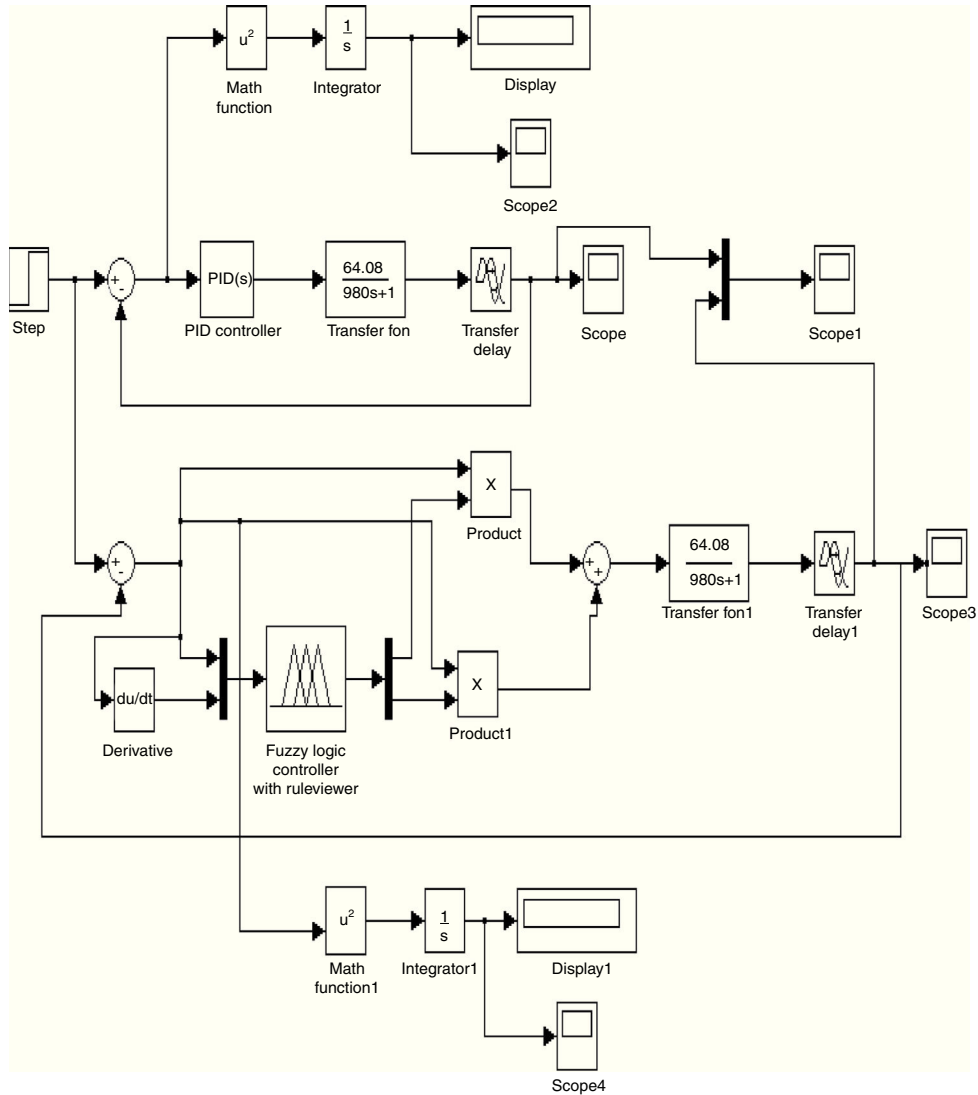 u²
1
s
Math
function
Integrator
Display
Scope2
+
-
PID(s)
64.08
980s+1
Step
PID controller
Transfer fon
Transfer
delay
Scope
Scope1
X
Product
+
-
+
+
64.08
980s+1
Transfer fon1
Transfer
delay1
Scope3
du/dt
X
Derivative
Fuzzy logic
controller
with ruleviewer
Product1
u²
1
s
Math
function1
Integrator1
Display1
Scope4